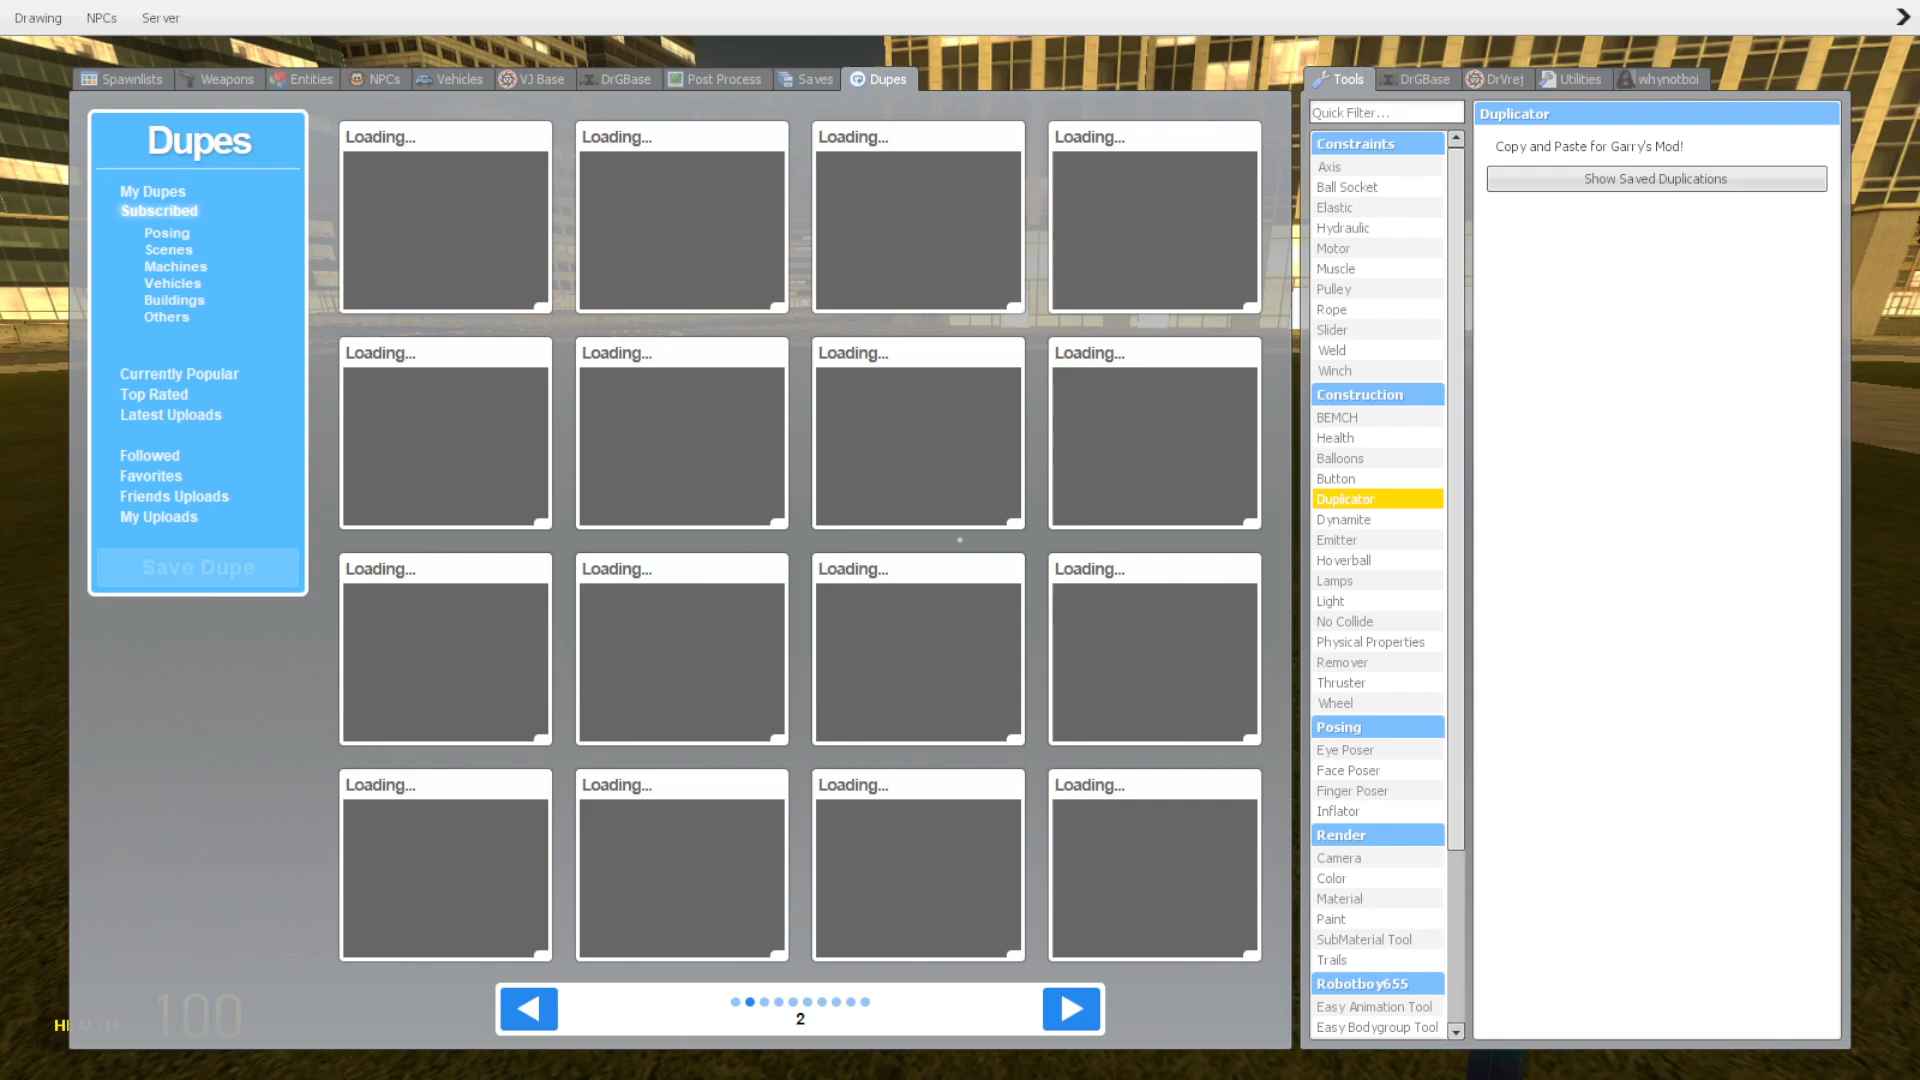 Drawing NPCs Server
Spawnlists Weapons Entities NPCs Vehicles VJ Base DrGBase Post Process Saves Dupes
Dupes
My Dupes
Subscribed
Posing
Scenes
Machines
Vehicles
Buildings
Others
Currently Popular
Top Rated
Latest Uploads
Followed
Favorites
Friends Uploads
My Uploads
Save Dupe
Loading... Loading... Loading... Loading...
Loading... Loading... Loading... Loading...
Loading... Loading... Loading... Loading...
Loading... Loading... Loading... Loading...
2
HEALTH 100
Tools DrGBase DrVrej Utilities whynotboi
Quick Filter...
Constraints
Axis
Ball Socket
Elastic
Hydraulic
Motor
Muscle
Pulley
Rope
Slider
Weld
Winch
Construction
BEMCH
Health
Balloons
Button
Duplicator
Dynamite
Emitter
Hoverball
Lamps
Light
No Collide
Physical Properties
Remover
Thruster
Wheel
Posing
Eye Poser
Face Poser
Finger Poser
Inflator
Render
Camera
Color
Material
Paint
SubMaterial Tool
Trails
Robotboy655
Easy Animation Tool
Easy Bodygroup Tool
Duplicator
Copy and Paste for Garry's Mod!
Show Saved Duplications